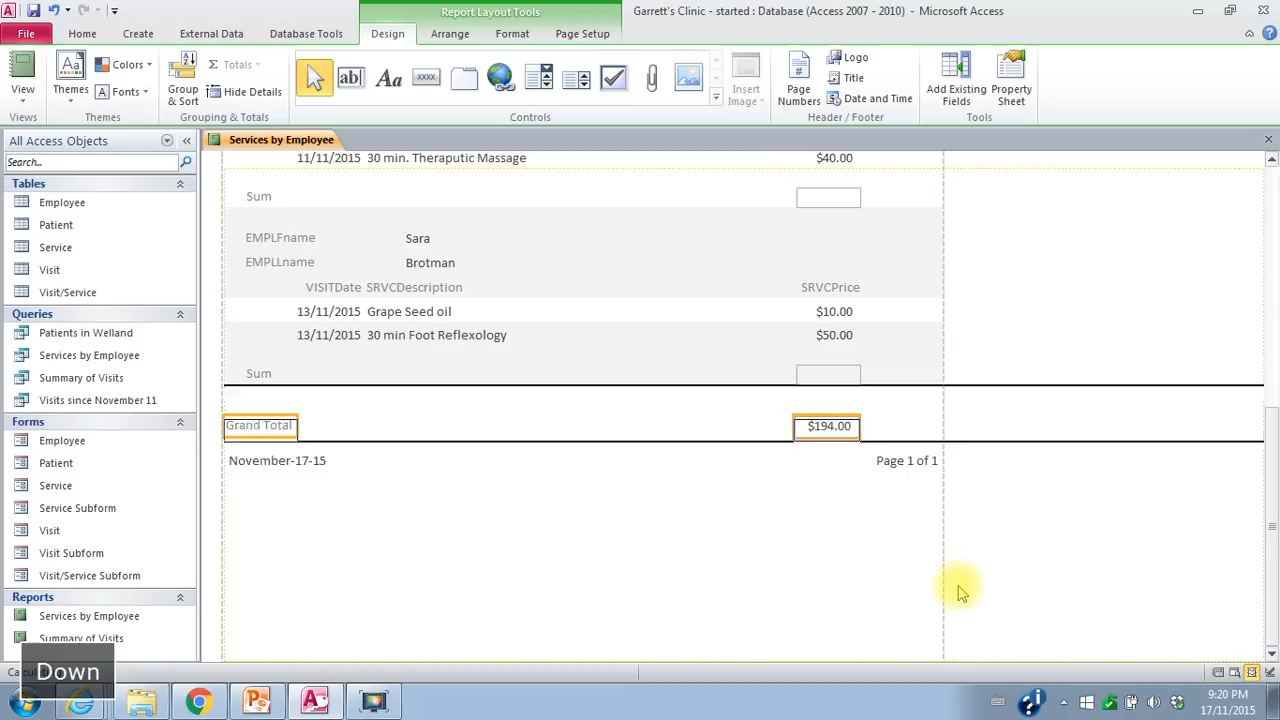 Report Layout Tools
Garrett's Clinic - started : Database (Access 2007 - 2010) - Microsoft Access
File Home Create External Data Database Tools Design Arrange Format Page Setup
View
Views
Themes
Colors
Fonts
Themes
Group & Sort
Totals
Hide Details
Grouping & Totals
ab|
Aa
xxxx
Controls
Insert Image
Page Numbers
Logo
Title
Date and Time
Header / Footer
Add Existing Fields
Property Sheet
Tools
All Access Objects
Search...
Tables
Employee
Patient
Service
Visit
Visit/Service
Queries
Patients in Welland
Services by Employee
Summary of Visits
Visits since November 11
Forms
Employee
Patient
Service
Service Subform
Visit
Visit Subform
Visit/Service Subform
Reports
Services by Employee
Summary of Visits
Services by Employee
11/11/2015 30 min. Theraputic Massage $40.00
Sum
EMPLFname Sara
EMPLLname Brotman
VISITDate SRVCDescription SRVCPrice
13/11/2015 Grape Seed oil $10.00
13/11/2015 30 min Foot Reflexology $50.00
Sum
Grand Total $194.00
November-17-15 Page 1 of 1
Down
9:20 PM
17/11/2015